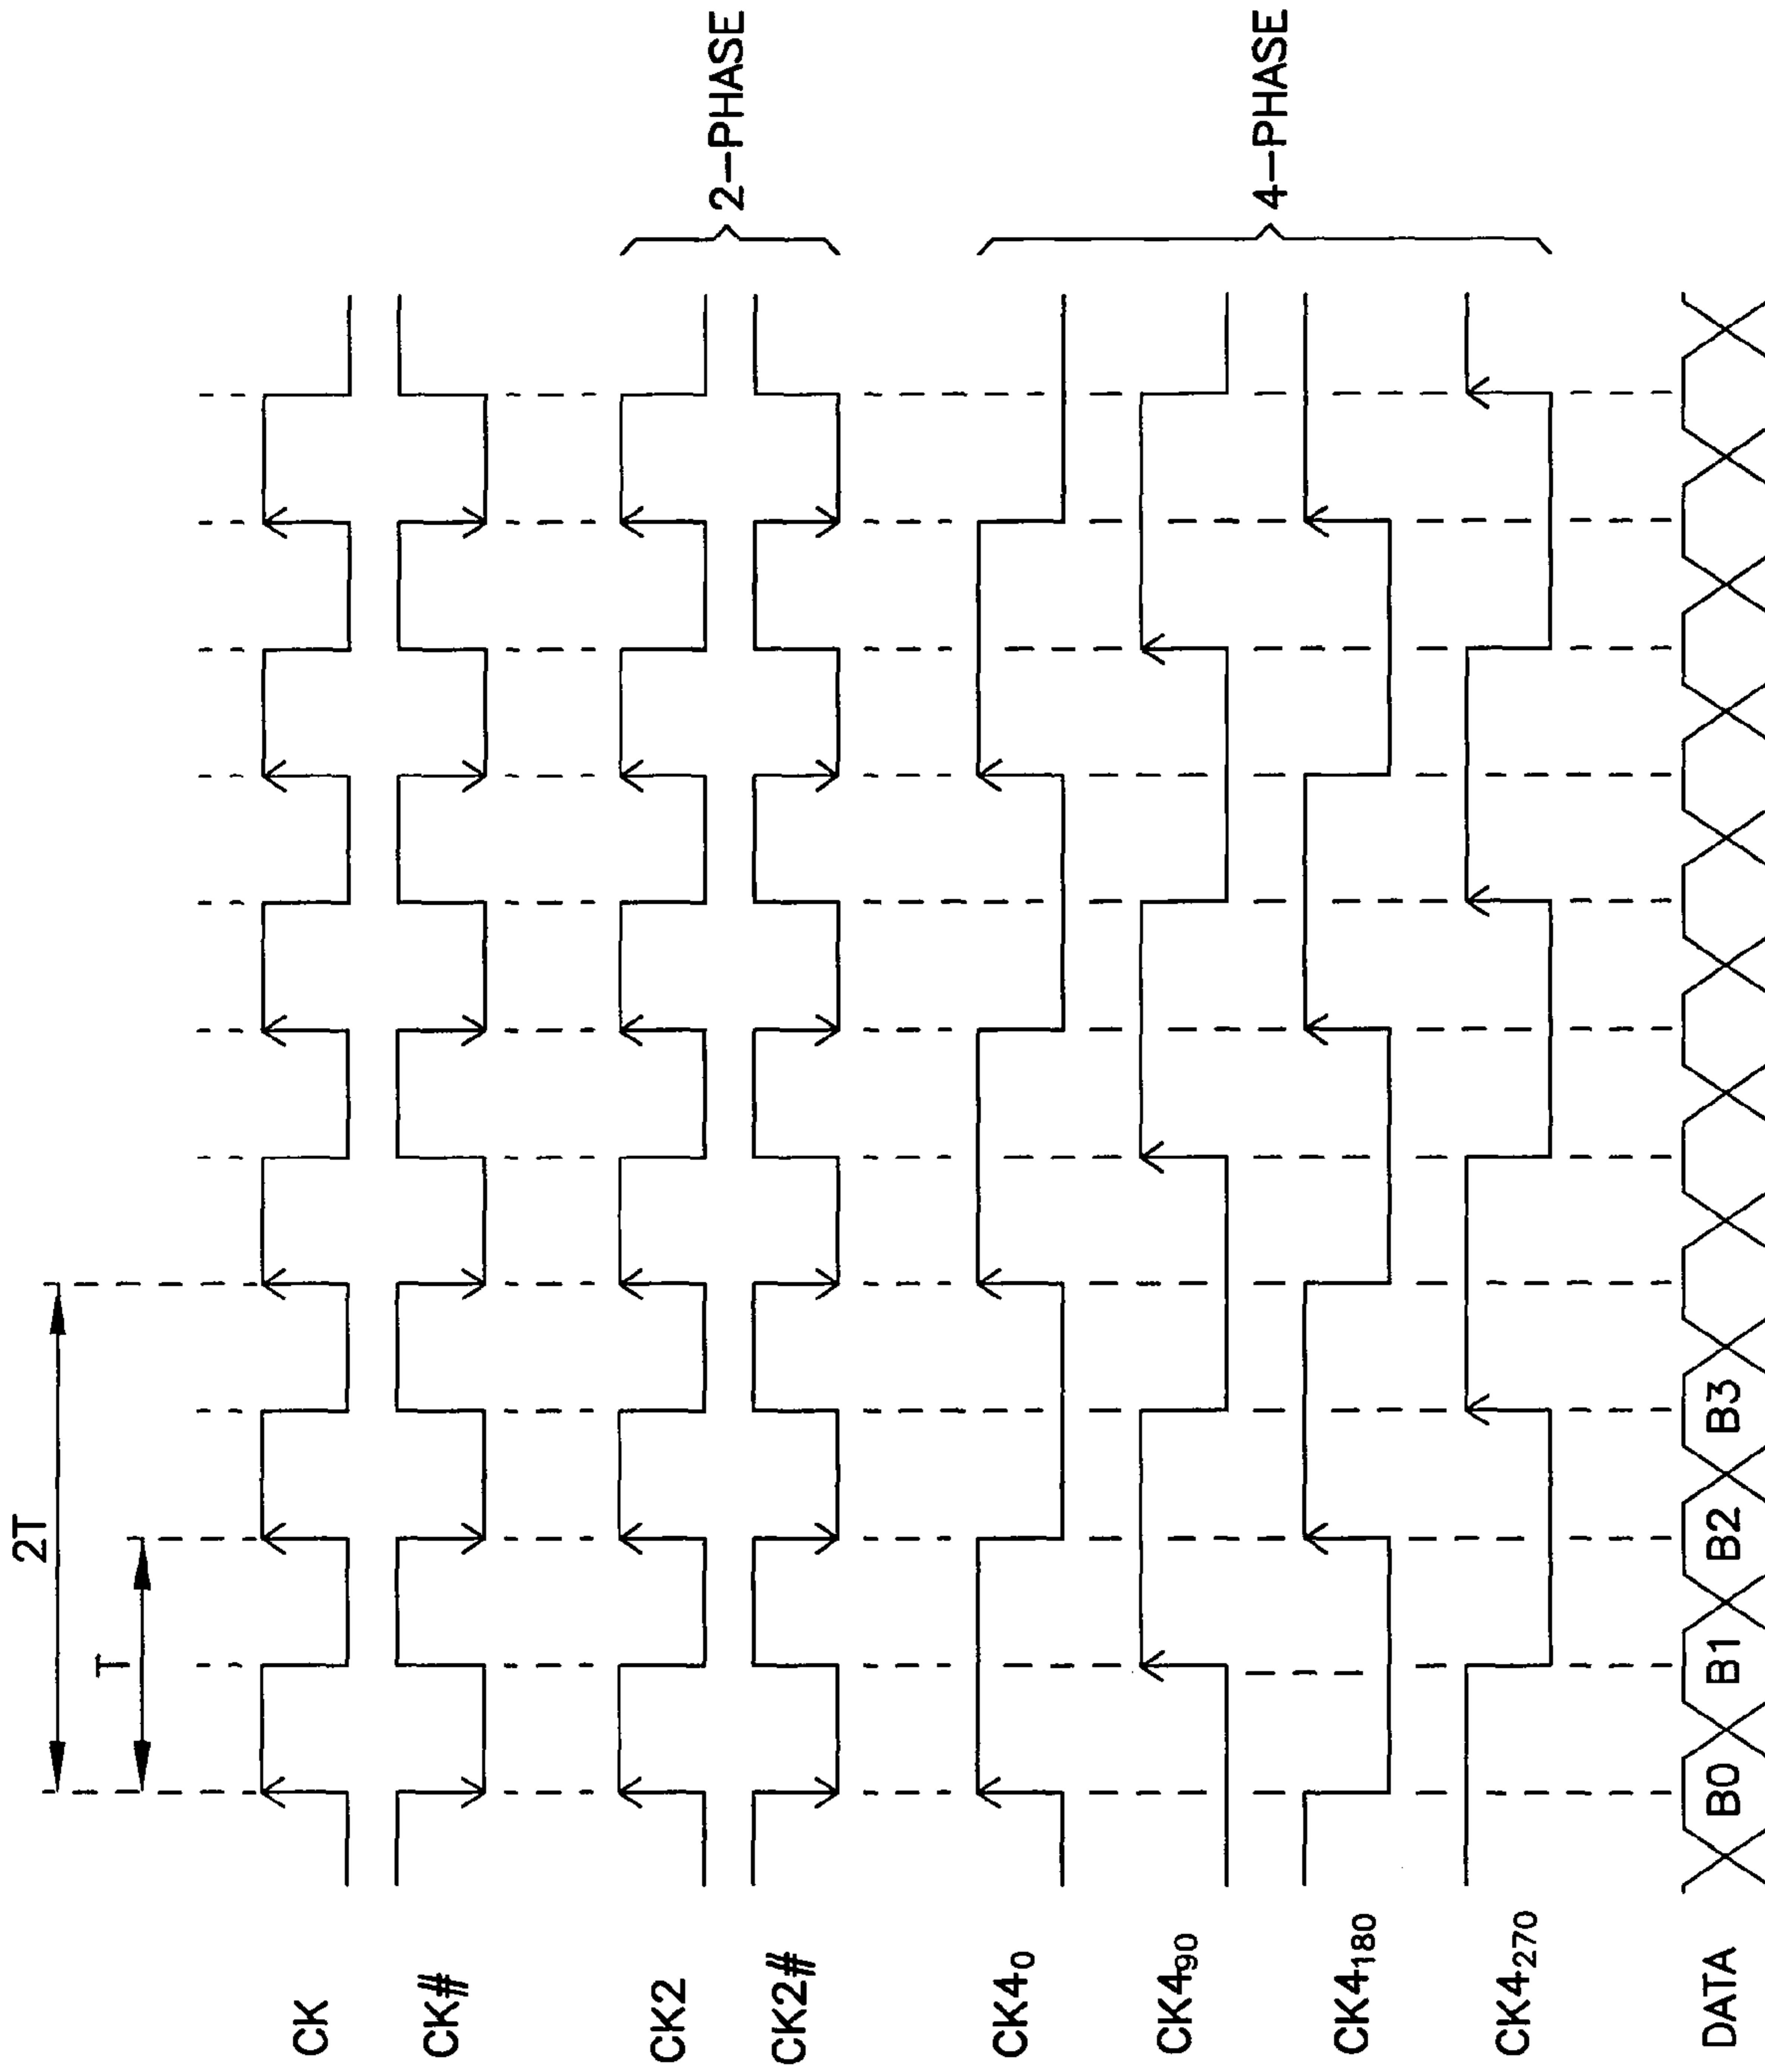 2T
T
CK
CK#
CK2
CK2#
2-PHASE
CK4₀
CK4₉₀
CK4₁₈₀
CK4₂₇₀
4-PHASE
DATA B0 B1 B2 B3